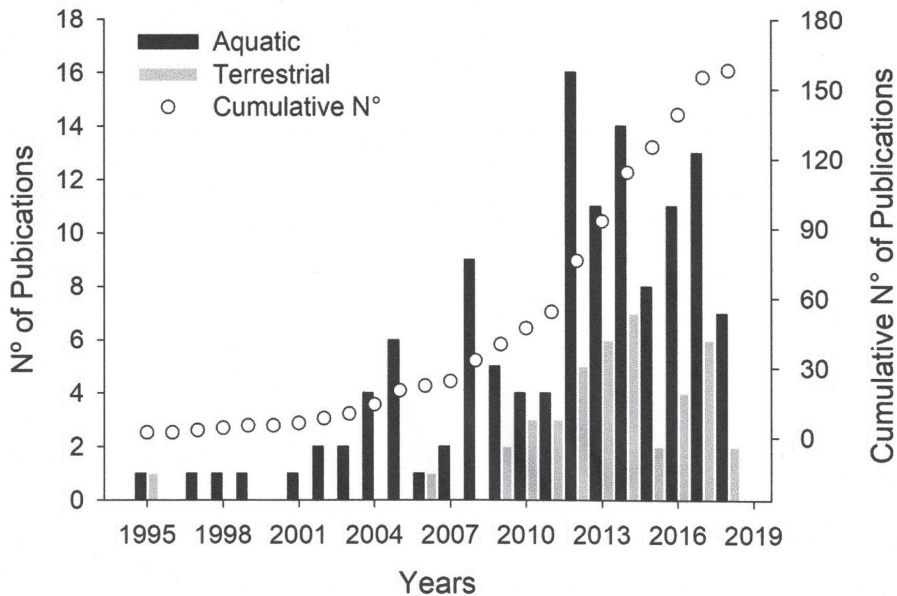 18
16
14
12
10
8
6
4
2
0
N° of Pubications
Aquatic
Terrestrial
Cumulative N°
180
150
120
90
60
30
0
Cumulative N° of Publications
1995 1998 2001 2004 2007 2010 2013 2016 2019
Years